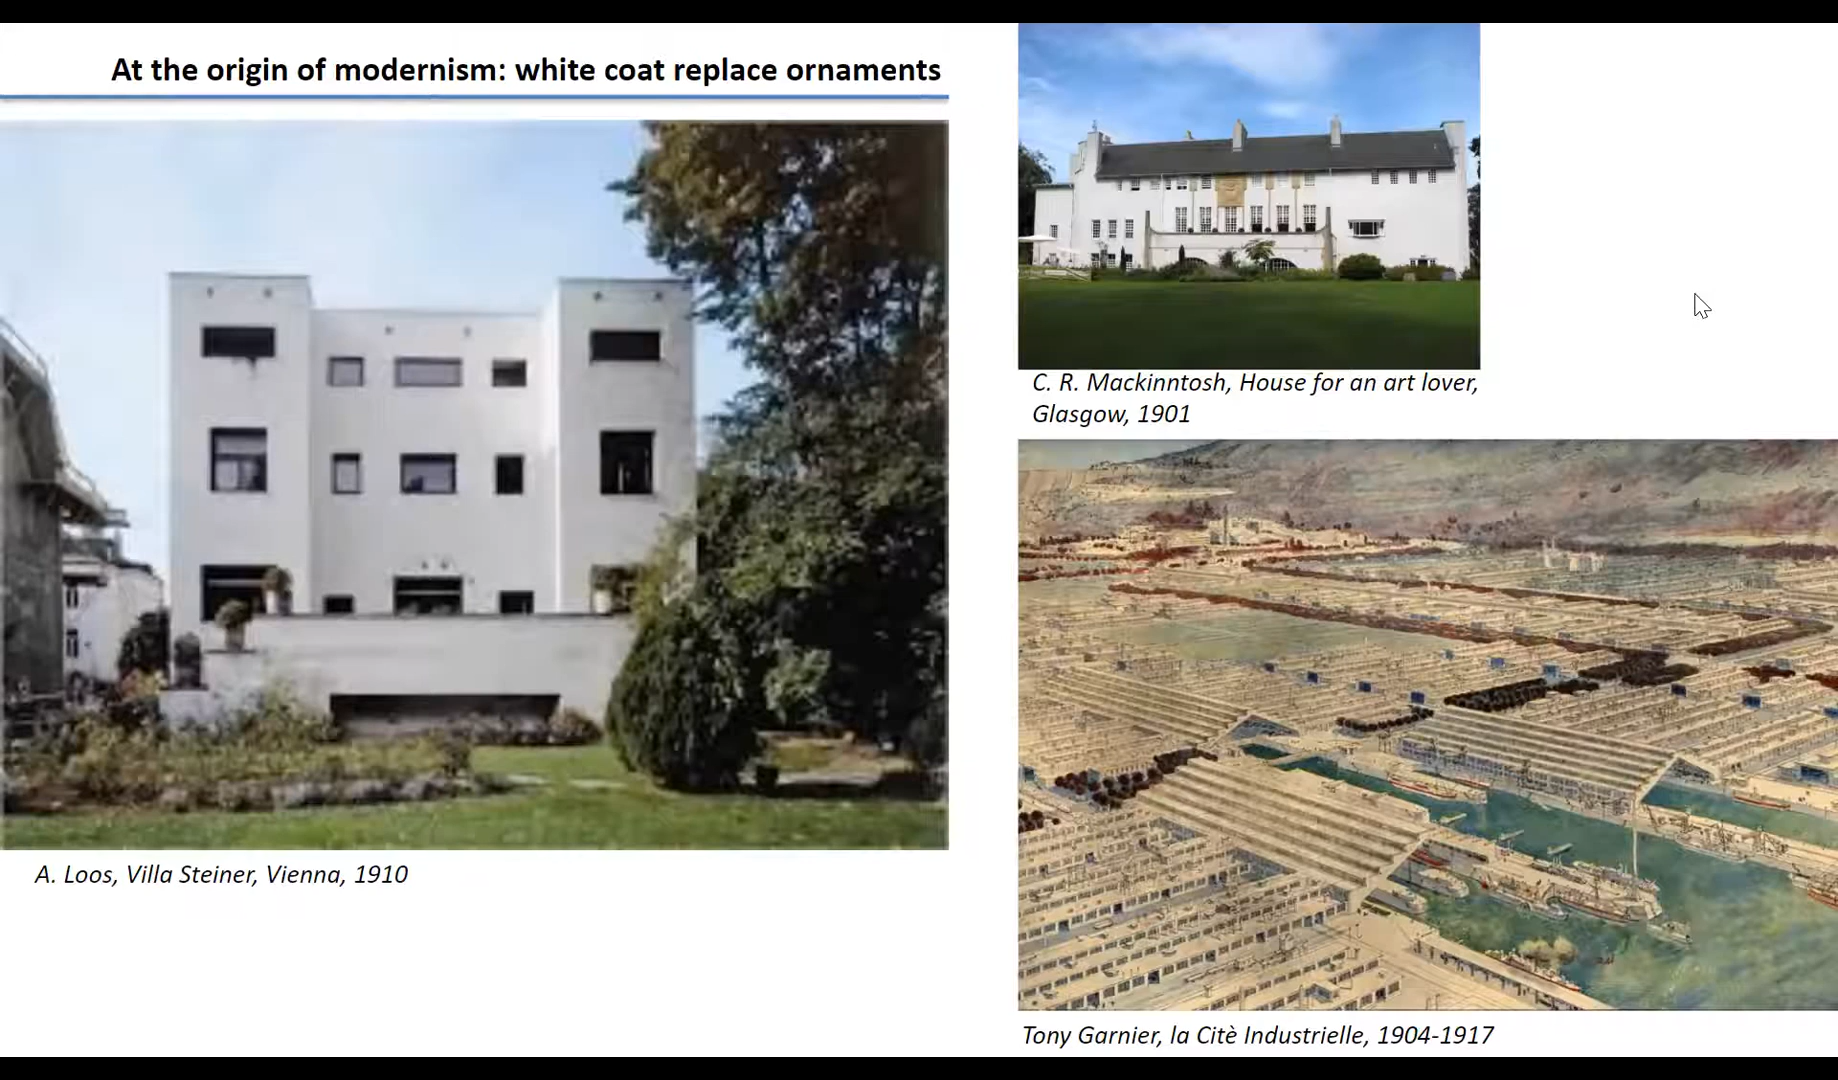 At the origin of modernism: white coat replace ornaments
A. Loos, Villa Steiner, Vienna, 1910
C. R. Mackinntosh, House for an art lover,
Glasgow, 1901
Tony Garnier, la Citè Industrielle, 1904-1917